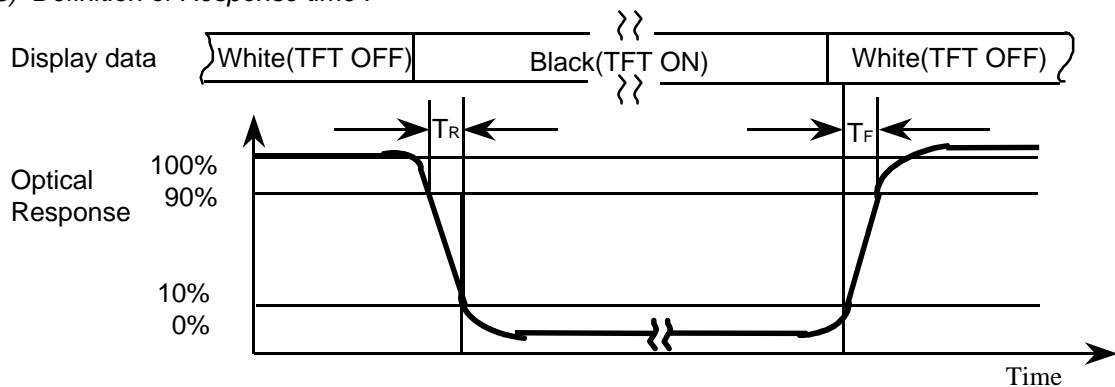 Definition of Response time :
Display data
White(TFT OFF)
Black(TFT ON)
White(TFT OFF)
TR
TF
100%
Optical
Response
90%
10%
0%
Time